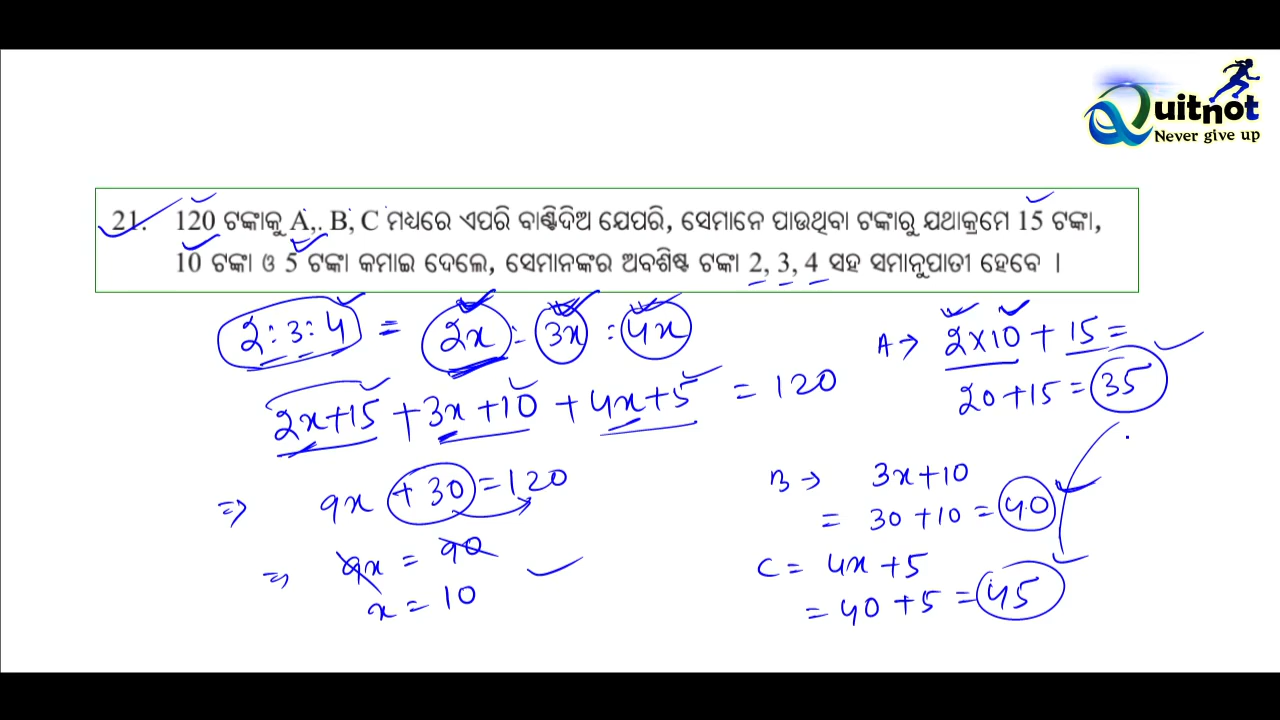 Quitnot
Never give up
21. 120 ଟଙ୍କାକୁ A,. B, C ମଧ୍ୟରେ ଏପରି ବାଣ୍ଟିଦିଅ ଯେପରି, ସେମାନେ ପାଉଥିବା ଟଙ୍କାରୁ ଯଥାକ୍ରମେ 15 ଟଙ୍କା,
10 ଟଙ୍କା ଓ 5 ଟଙ୍କା କମାଇ ଦେଲେ, ସେମାନଙ୍କର ଅବଶିଷ୍ଟ ଟଙ୍କା 2, 3, 4 ସହ ସମାନୁପାତୀ ହେବେ ।
2 : 3 : 4 = 2x : 3x : 4x
2x+15 + 3x+10 + 4x+5 = 120
⇒ 9x + 30 = 120
⇒ 9x = 90
x = 10
A → 2×10 + 15 =
20 + 15 = 35
B → 3x+10
= 30 + 10 = 40
C = 4x + 5
= 40 + 5 = 45